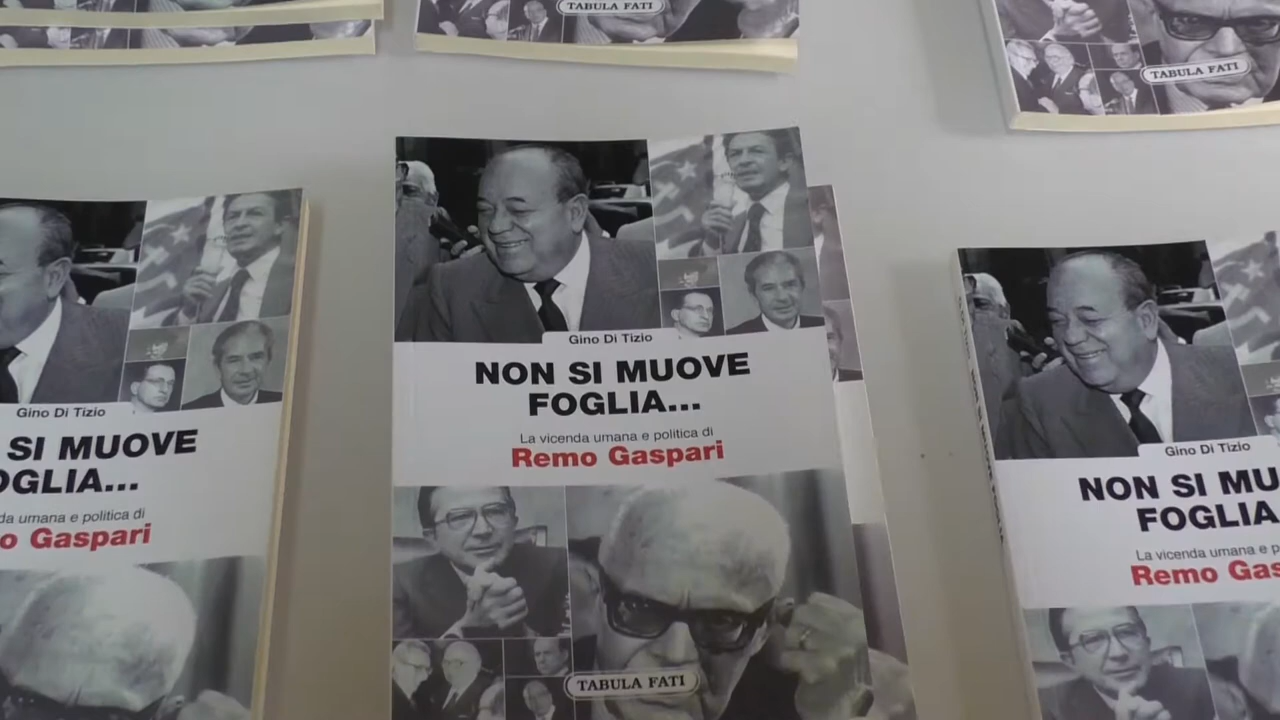 TABULA FATI
TABULA FATI
Gino Di Tizio
NON SI MUOVE
FOGLIA...
La vicenda umana e politica di
Remo Gaspari
TABULA FATI
Gino Di Tizio
SI MUOVE
OGLIA...
da umana e politica di
o Gaspari
Gino Di Tizio
NON SI MU
FOGLIA.
La vicenda umana e p
Remo Gas